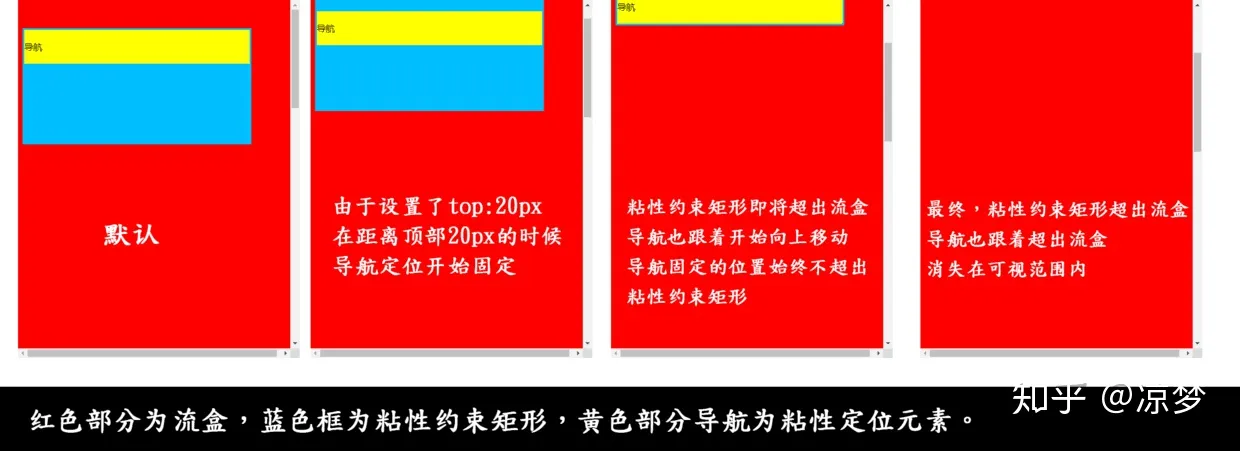 导航
默认
导航
由于设置了top:20px
在距离顶部20px的时候
导航定位开始固定
导航
粘性约束矩形即将超出流盒
导航也跟着开始向上移动
导航固定的位置始终不超出
粘性约束矩形
最终，粘性约束矩形超出流盒
导航也跟着超出流盒
消失在可视范围内
红色部分为流盒，蓝色框为粘性约束矩形，黄色部分导航为粘性定位元素。
知乎 @凉梦